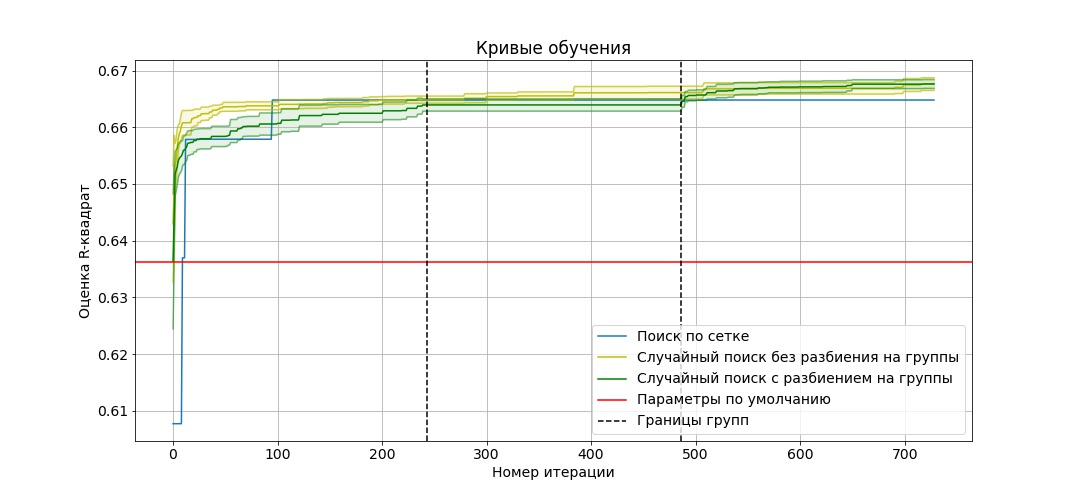 Кривые обучения
Оценка R-квадрат
0.67
0.66
0.65
0.64
0.63
0.62
0.61
Поиск по сетке
Случайный поиск без разбиения на группы
Случайный поиск с разбиением на группы
Параметры по умолчанию
Границы групп
0 100 200 300 400 500 600 700
Номер итерации